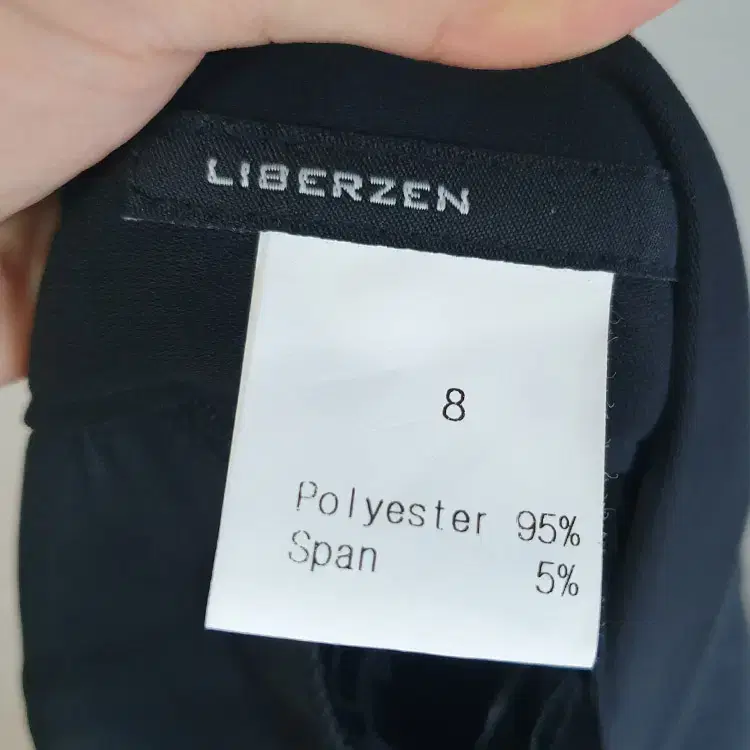 LIBERZEN
8
Polyester 95%
Span 5%